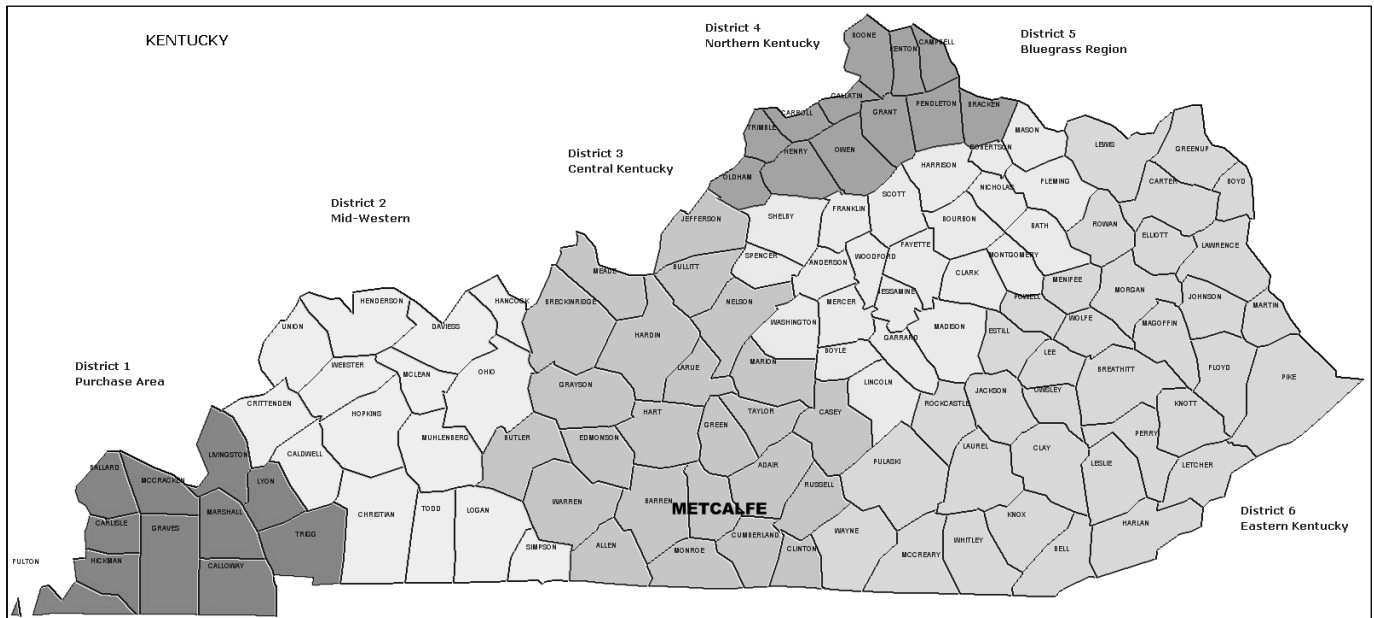 KENTUCKY
District 4
Northern Kentucky
District 5
Bluegrass Region
District 3
Central Kentucky
District 2
Mid-Western
District 1
Purchase Area
District 6
Eastern Kentucky
BOONE
KENTON
CAMPBELL
GALLATIN
CARROLL
GRANT
PENDLETON
BRACKEN
TRIMBLE
HENRY
OWEN
OLDHAM
MASON
ROBERTSON
LEWIS
GREENUP
HARRISON
NICHOLAS
FLEMING
CARTER
BOYD
JEFFERSON
SHELBY
FRANKLIN
SCOTT
BOURBON
BATH
ROWAN
ELLIOTT
LAWRENCE
BULLITT
SPENCER
ANDERSON
WOODFORD
FAYETTE
MONTGOMERY
CLARK
MENIFEE
MORGAN
JOHNSON
MARTIN
MEADE
BRECKINRIDGE
NELSON
MERCER
JESSAMINE
POWELL
WOLFE
MAGOFFIN
HENDERSON
HANCOCK
DAVIESS
UNION
HARDIN
WASHINGTON
BOYLE
GARRARD
MADISON
ESTILL
LEE
BREATHITT
FLOYD
PIKE
WEBSTER
MCLEAN
OHIO
LARUE
MARION
LINCOLN
GRAYSON
CRITTENDEN
HOPKINS
HART
TAYLOR
CASEY
ROCKCASTLE
JACKSON
OWSLEY
KNOTT
MUHLENBERG
BUTLER
EDMONSON
GREEN
PERRY
LIVINGSTON
CALDWELL
ADAIR
PULASKI
LAUREL
CLAY
LESLIE
LETCHER
BALLARD
MCCRACKEN
LYON
RUSSELL
WARREN
BARREN
METCALFE
MARSHALL
CHRISTIAN
TODD
LOGAN
CARLISLE
GRAVES
TRIGG
KNOX
HARLAN
WAYNE
CUMBERLAND
CLINTON
SIMPSON
ALLEN
MONROE
MCCREARY
WHITLEY
BELL
FULTON
HICKMAN
CALLOWAY